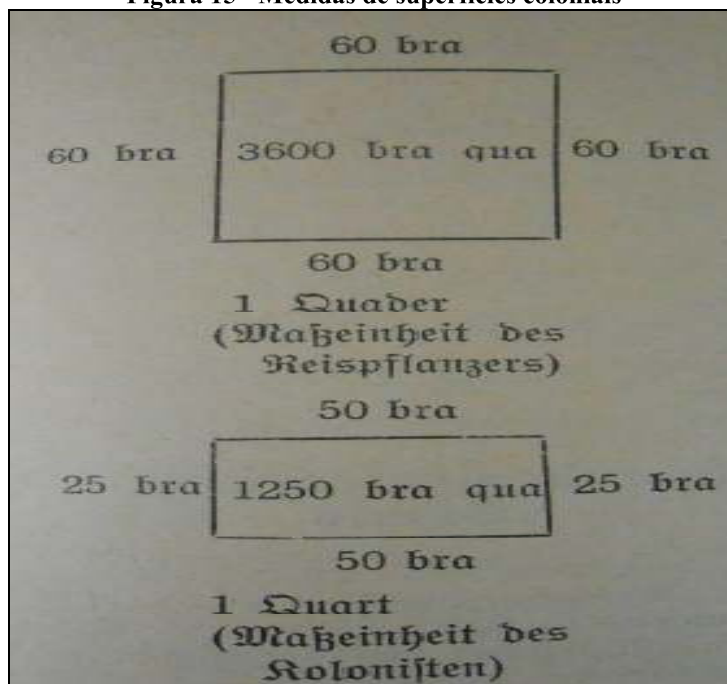 Figura 15 - Medidas de superfícies coloniais
60 bra
60 bra 3600 bra qua 60 bra
60 bra
1 Quader
(Maßeinheit des
Reispflanzers)
50 bra
25 bra 1250 bra qua 25 bra
50 bra
1 Quart
(Maßeinheit des
Koloniſten)